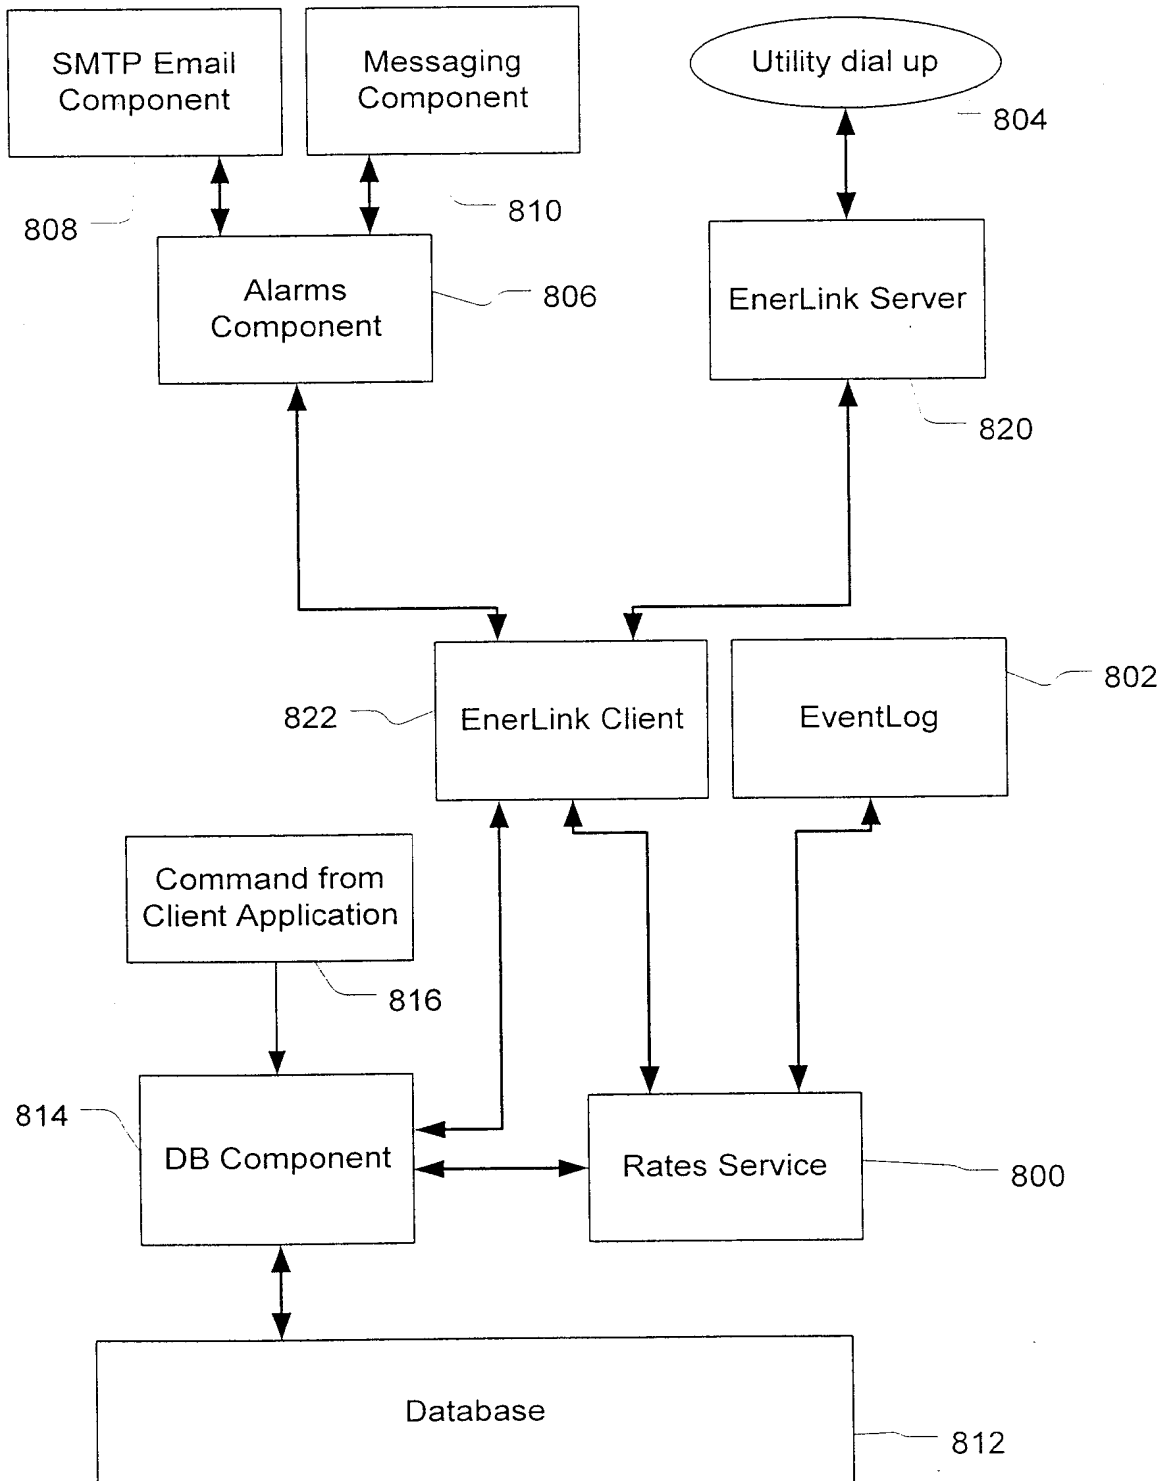 SMTP Email
Component
Messaging
Component
Utility dial up
804
808
810
Alarms
Component
806
EnerLink Server
820
822
EnerLink Client
EventLog
802
Command from
Client Application
816
814
DB Component
Rates Service
800
Database
812